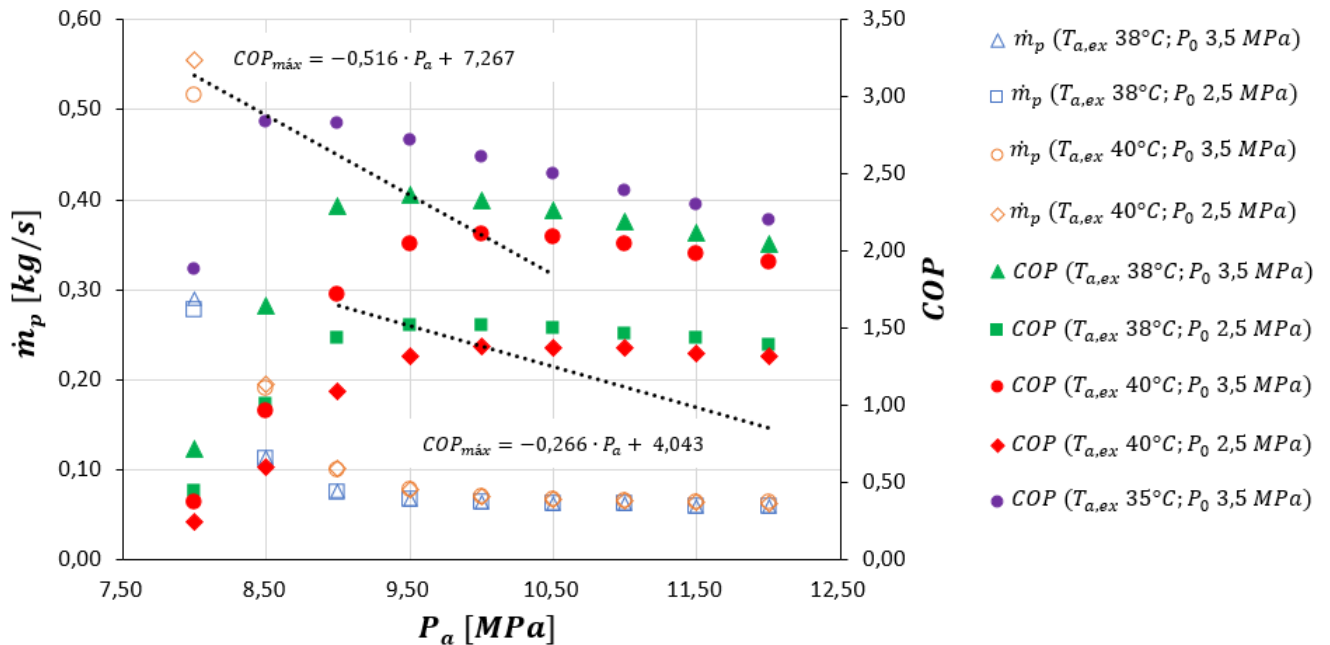 0,60
0,50
0,40
0,30
0,20
0,10
0,00
ṁₚ [kg/s]
7,50 8,50 9,50 10,50 11,50 12,50
Pₐ [MPa]
3,50
3,00
2,50
2,00
1,50
1,00
0,50
0,00
COP
COPₘáₓ = −0,516 · Pₐ + 7,267
COPₘáₓ = −0,266 · Pₐ + 4,043
ṁₚ (Tₐ,ₑₓ 38°C; P₀ 3,5 MPa)
ṁₚ (Tₐ,ₑₓ 38°C; P₀ 2,5 MPa)
ṁₚ (Tₐ,ₑₓ 40°C; P₀ 3,5 MPa)
ṁₚ (Tₐ,ₑₓ 40°C; P₀ 2,5 MPa)
COP (Tₐ,ₑₓ 38°C; P₀ 3,5 MPa)
COP (Tₐ,ₑₓ 38°C; P₀ 2,5 MPa)
COP (Tₐ,ₑₓ 40°C; P₀ 3,5 MPa)
COP (Tₐ,ₑₓ 40°C; P₀ 2,5 MPa)
COP (Tₐ,ₑₓ 35°C; P₀ 3,5 MPa)